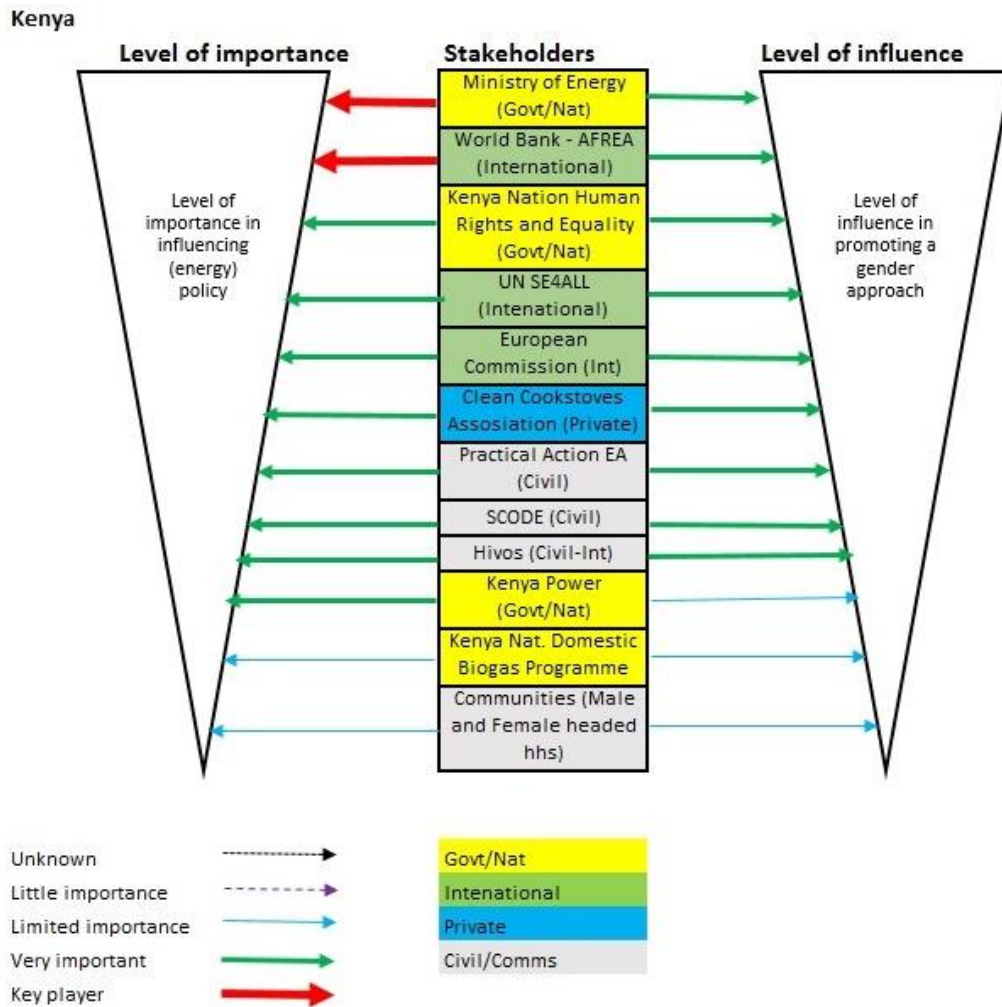 Kenya
Level of importance
Stakeholders
Level of influence
Ministry of Energy
(Govt/Nat)
World Bank - AFREA
(International)
Kenya Nation Human
Rights and Equality
(Govt/Nat)
UN SE4ALL
(Intenational)
European
Commission (Int)
Clean Cookstoves
Assosiation (Private)
Practical Action EA
(Civil)
SCODE (Civil)
Hivos (Civil-Int)
Kenya Power
(Govt/Nat)
Kenya Nat. Domestic
Biogas Programme
Communities (Male
and Female headed
hhs)
Level of
importance in
influencing
(energy)
policy
Level of
influence in
promoting a
gender
approach
Unknown
Little importance
Limited importance
Very important
Key player
Govt/Nat
Intenational
Private
Civil/Comms